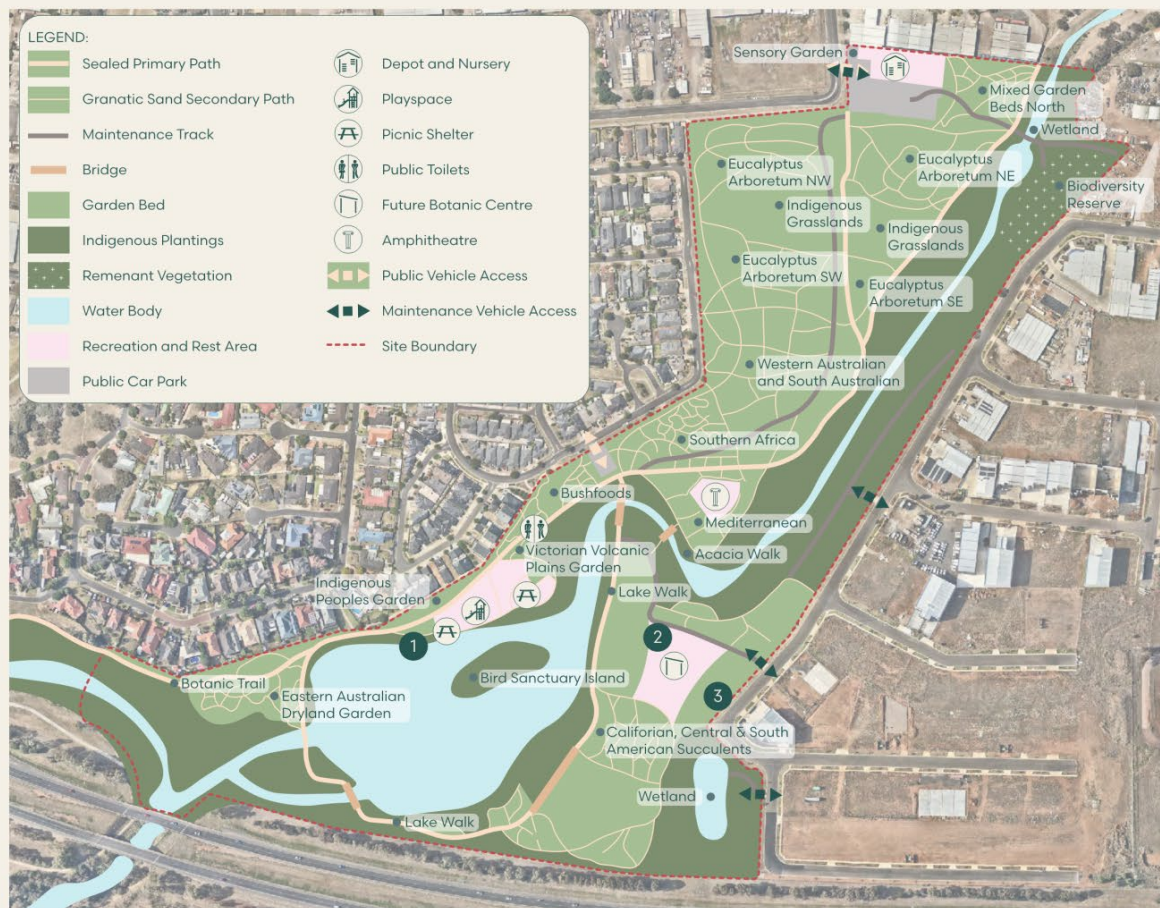 LEGEND:
Sealed Primary Path
Granatic Sand Secondary Path
Maintenance Track
Bridge
Garden Bed
Indigenous Plantings
Remenant Vegetation
Water Body
Recreation and Rest Area
Public Car Park
Depot and Nursery
Playspace
Picnic Shelter
Public Toilets
Future Botanic Centre
Amphitheatre
Public Vehicle Access
Maintenance Vehicle Access
Site Boundary
Sensory Garden
Mixed Garden
Beds North
Wetland
Eucalyptus
Arboretum NW
Eucalyptus
Arboretum NE
Biodiversity
Reserve
Indigenous
Grasslands
Indigenous
Grasslands
Eucalyptus
Arboretum SW
Eucalyptus
Arboretum SE
Western Australian
and South Australian
Southern Africa
Bushfoods
Mediterranean
Victorian Volcanic
Plains Garden
Acacia Walk
Indigenous
Peoples Garden
Lake Walk
1
2
3
Bird Sanctuary Island
Botanic Trail
Eastern Australian
Dryland Garden
Califorian, Central & South
American Succulents
Wetland
Lake Walk